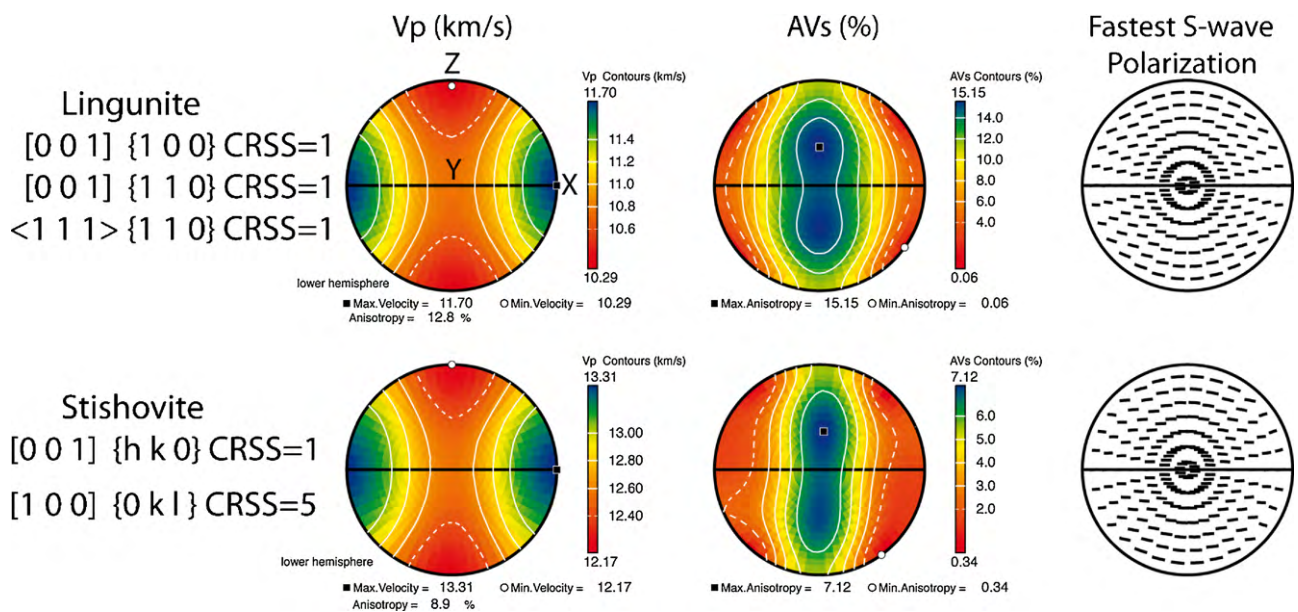 Vp (km/s)
AVs (%)
Fastest S-wave
Polarization
Lingunite
[0 0 1] {1 0 0} CRSS=1
[0 0 1] {1 1 0} CRSS=1
<1 1 1> {1 1 0} CRSS=1
Z
Y
X
lower hemisphere
Vp Contours (km/s)
11.70
11.4
11.2
11.0
10.8
10.6
10.29
Max.Velocity = 11.70 Min.Velocity = 10.29
Anisotropy = 12.8 %
AVs Contours (%)
15.15
14.0
12.0
10.0
8.0
6.0
4.0
0.06
Max.Anisotropy = 15.15 Min.Anisotropy = 0.06
Stishovite
[0 0 1] {h k 0} CRSS=1
[1 0 0] {0 k l } CRSS=5
lower hemisphere
Vp Contours (km/s)
13.31
13.00
12.80
12.60
12.40
12.17
Max.Velocity = 13.31 Min.Velocity = 12.17
Anisotropy = 8.9 %
AVs Contours (%)
7.12
6.0
5.0
4.0
3.0
2.0
0.34
Max.Anisotropy = 7.12 Min.Anisotropy = 0.34